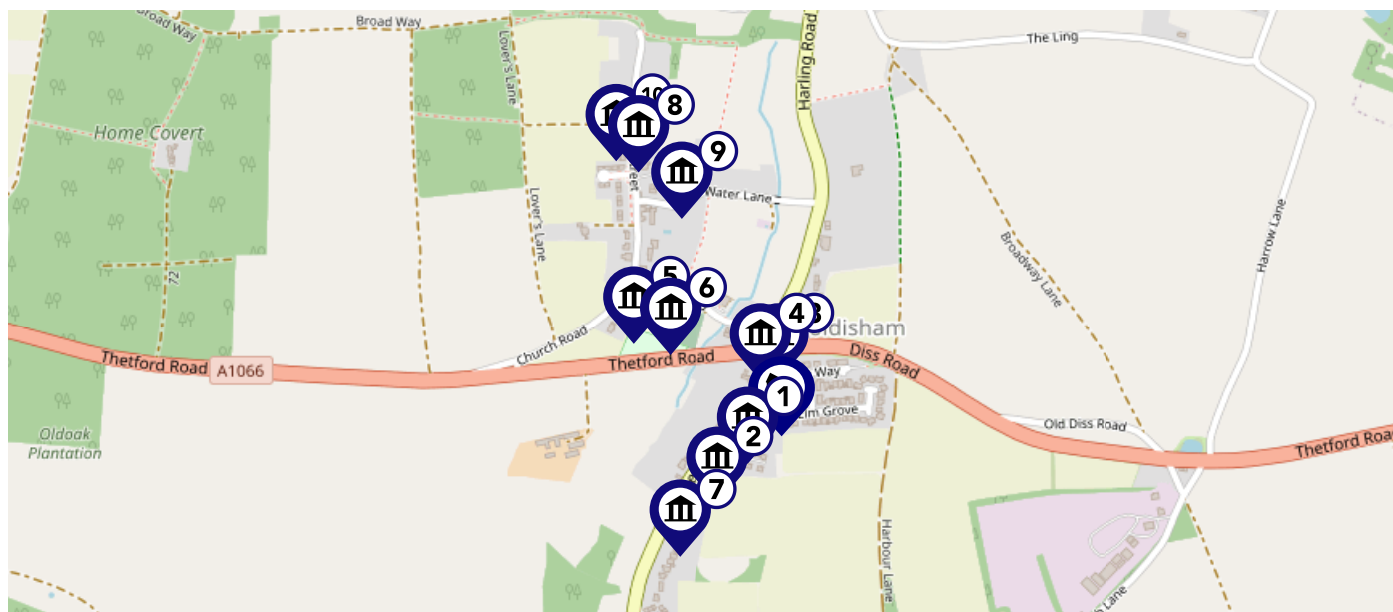 Broad Way
Broad Way
The Ling
Lover's Lane
Harling Road
10
8
Home Covert
9
Water Lane
Lover's Lane
Harrow Lane
Broadway Lane
72
5
6
4
3
Church Road
Thetford Road
A1066
Thetford Road
Diss Road
Way
1
Elm Grove
Old Diss Road
2
Oldoak
Plantation
Thetford Roa
7
Harbour Lane